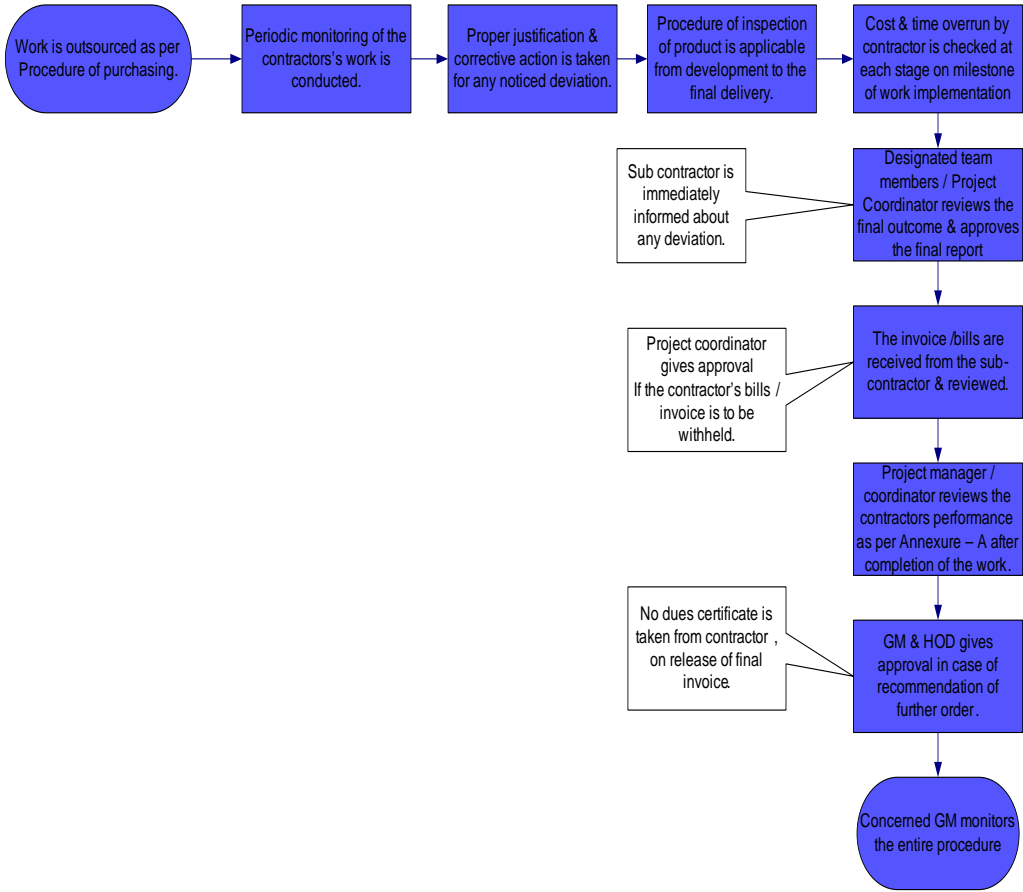 Work is outsourced as per
Procedure of purchasing.
Periodic monitoring of the
contractors's work is
conducted.
Proper justification &
corrective action is taken
for any noticed deviation.
Procedure of inspection
of product is applicable
from development to the
final delivery.
Cost & time overrun by
contractor is checked at
each stage on milestone
of work implementation
Sub contractor is
immediately
informed about
any deviation.
Designated team
members / Project
Coordinator reviews the
final outcome & approves
the final report
Project coordinator
gives approval
If the contractor's bills /
invoice is to be
withheld.
The invoice /bills are
received from the sub-
contractor & reviewed.
Project manager /
coordinator reviews the
contractors performance
as per Annexure – A after
completion of the work.
No dues certificate is
taken from contractor ,
on release of final
invoice.
GM & HOD gives
approval in case of
recommendation of
further order.
Concerned GM monitors
the entire procedure